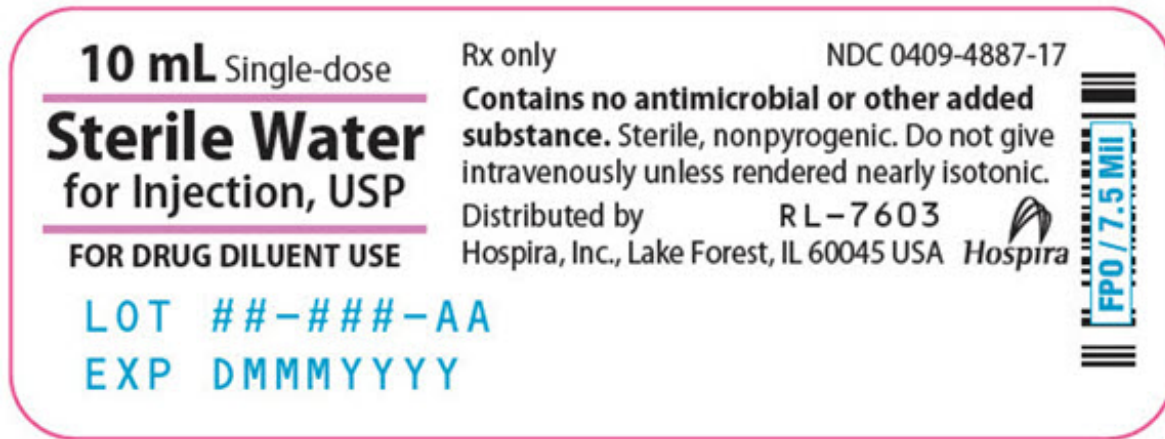 10 mL Single-dose
Sterile Water
for Injection, USP
FOR DRUG DILUENT USE
LOT ##-###-AA
EXP DMMMYYYY
Rx only NDC 0409-4887-17
Contains no antimicrobial or other added
substance. Sterile, nonpyrogenic. Do not give
intravenously unless rendered nearly isotonic.
Distributed by RL-7603
Hospira, Inc., Lake Forest, IL 60045 USA Hospira
FPO / 7.5 Mil